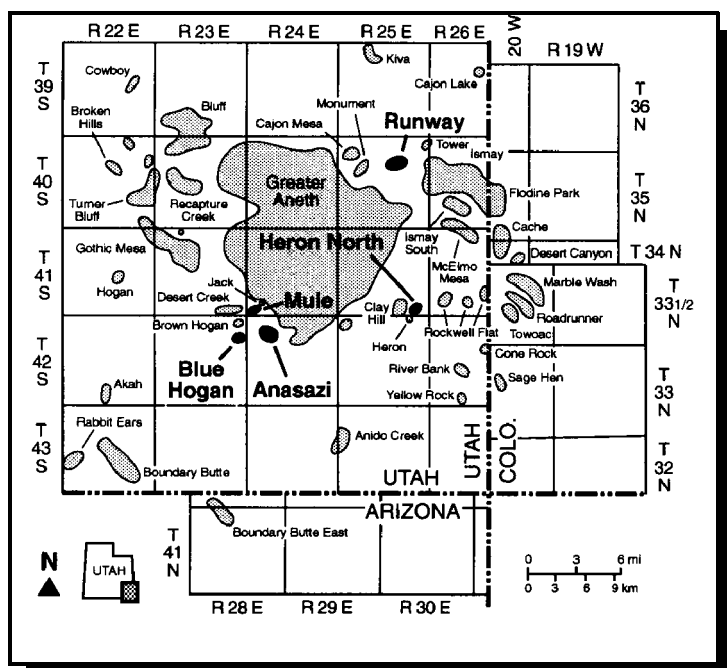 R 22 E R 23 E R 24 E R 25 E R 26 E 20 W R 19 W
T 39 S
Cowboy
Kiva
Cajon Lake
T 36 N
Broken Hills
Bluff
Monument
Cajon Mesa
Runway
Tower
Ismay
T 40 S
Greater Aneth
Flodine Park
T 35 N
Turner Bluff
Recapture Creek
Ismay South
Cache
Gothic Mesa
Heron North
McElmo Mesa
Desert Canyon
T 34 N
T 41 S
Hogan
Jack
Desert Creek
Mule
Clay Hill
Marble Wash
T 33 1/2 N
Brown Hogan
Heron
Rockwell Flat
Roadrunner
Towoac
T 42 S
Blue Hogan
Anasazi
River Bank
Cone Rock
Sage Hen
T 33 N
Akah
Yellow Rock
Rabbit Ears
T 43 S
Anido Creek
UTAH
COLO.
T 32 N
Boundary Butte
UTAH
ARIZONA
T 41 N
Boundary Butte East
N
UTAH
0 3 6 mi
0 3 6 9 km
R 28 E R 29 E R 30 E